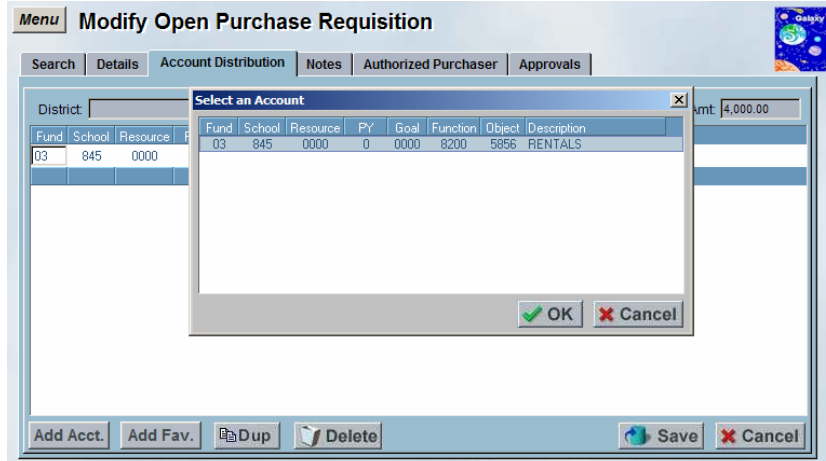 Menu Modify Open Purchase Requisition
Galaxy
Search Details Account Distribution Notes Authorized Purchaser Approvals
District: Amt: 4,000.00
Select an Account
Fund School Resource
03 845 0000
Fund School Resource PY Goal Function Object Description
03 845 0000 0 0000 8200 5856 RENTALS
OK Cancel
Add Acct. Add Fav. Dup Delete Save Cancel